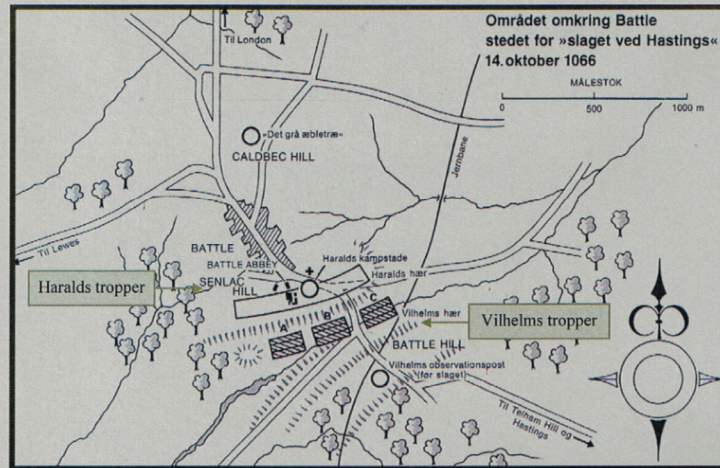 Området omkring Battle
stedet for »slaget ved Hastings«
14. oktober 1066
MÅLESTOK
0 500 1000 m
Til London
»Det grå æbletræ«
CALDBEC HILL
Jernbane
Til Lewes
BATTLE
BATTLE ABBEY
SENLAC
HILL
Haralds kampstade
Haralds hær
Haralds tropper
A
B
C
Vilhelms hær
Vilhelms tropper
BATTLE HILL
Vilhelms observationspost
(før slaget)
Til Telham Hill og
Hastings